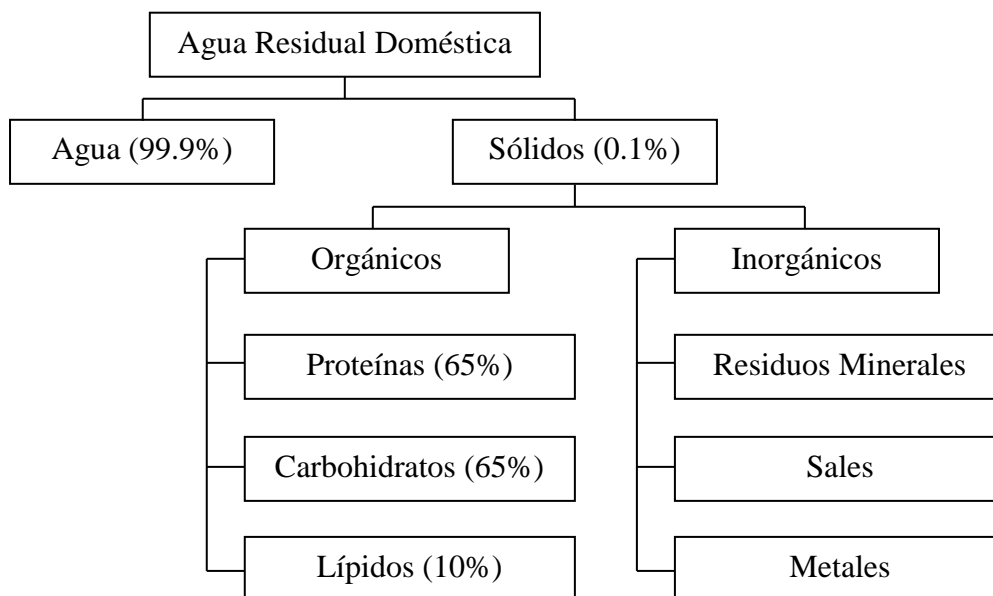 Agua Residual Doméstica
Agua (99.9%)
Sólidos (0.1%)
Orgánicos
Inorgánicos
Proteínas (65%)
Residuos Minerales
Carbohidratos (65%)
Sales
Lípidos (10%)
Metales